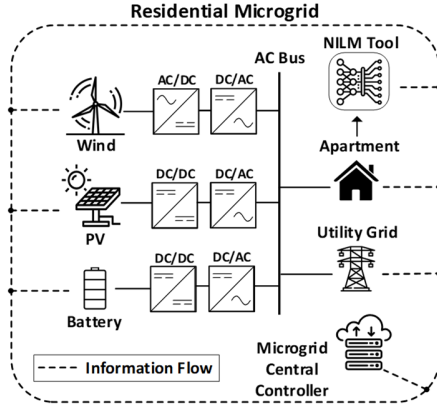 Residential Microgrid
NILM Tool
AC Bus
AC/DC DC/AC
Wind
Apartment
DC/DC DC/AC
PV
Utility Grid
DC/DC DC/AC
Battery
Microgrid
Central
Controller
Information Flow